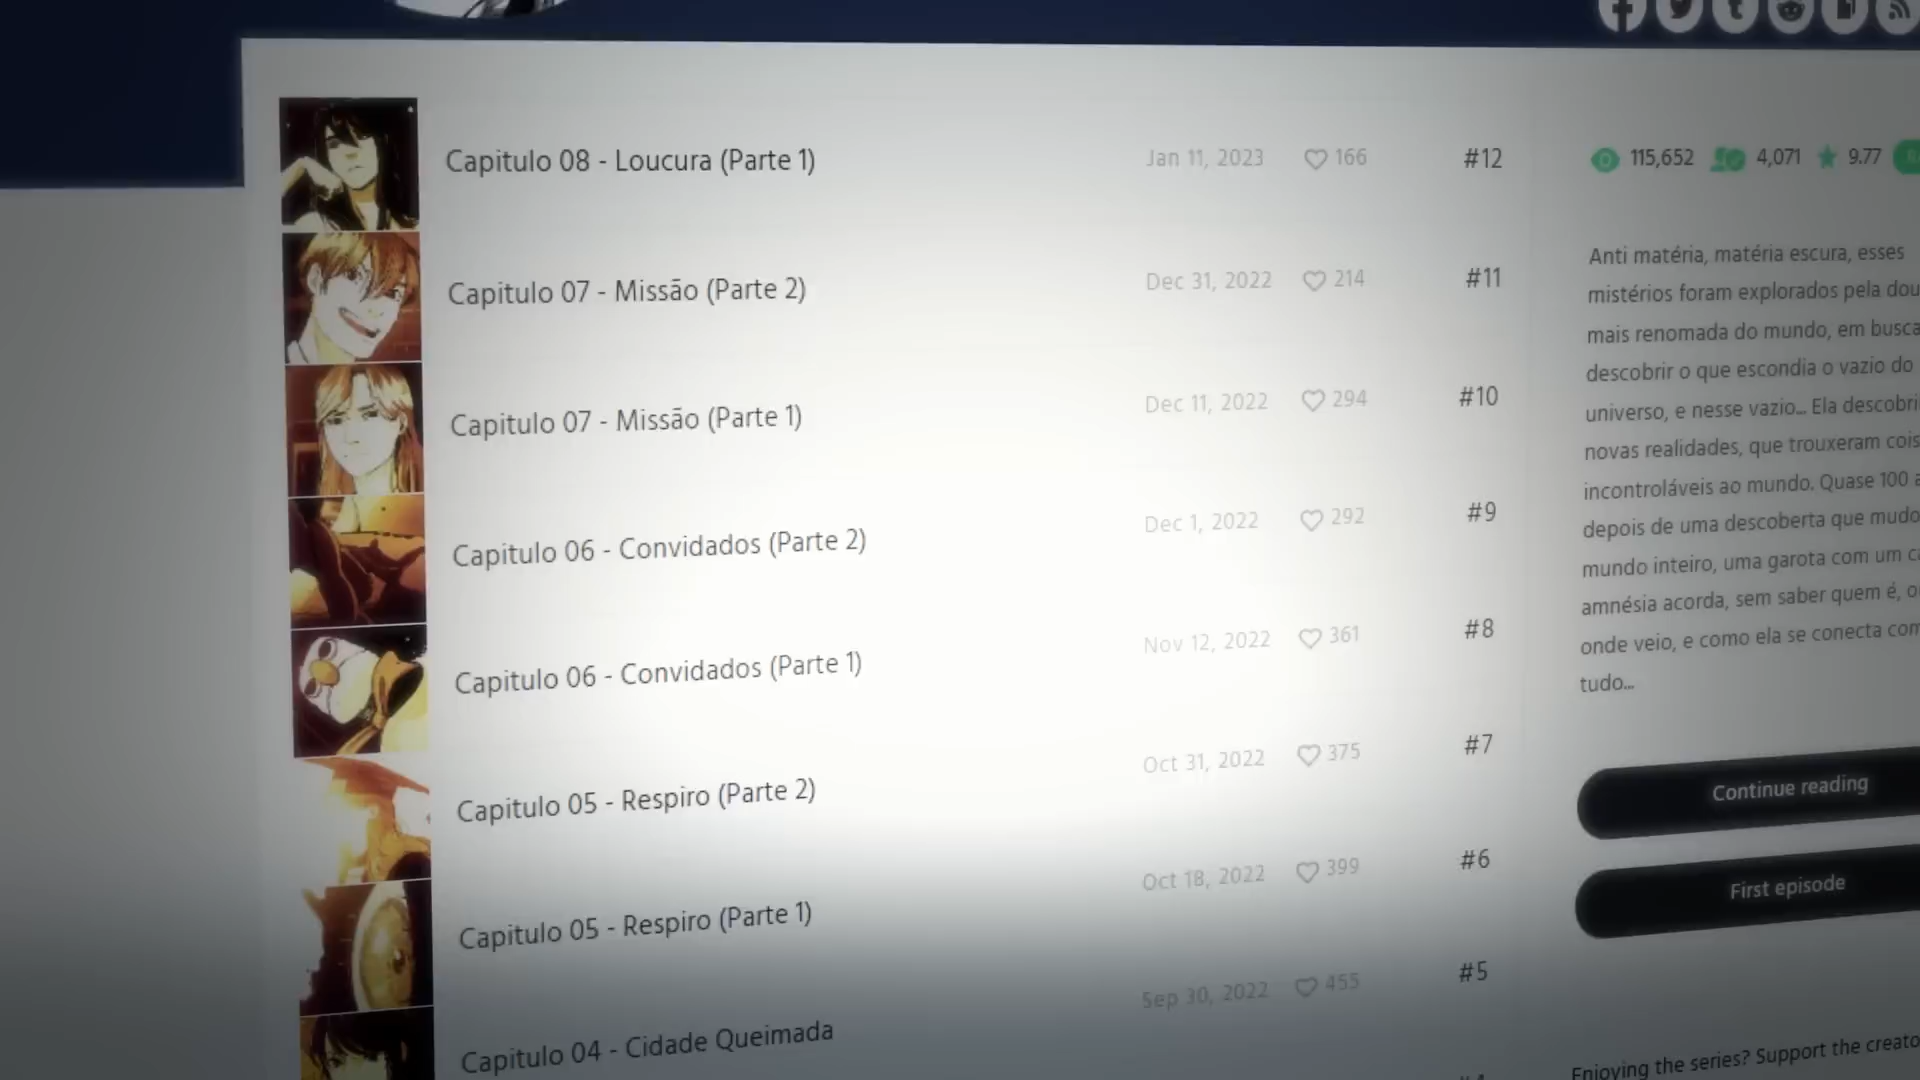 Capitulo 08 - Loucura (Parte 1) Jan 11, 2023 166 #12
Capitulo 07 - Missão (Parte 2) Dec 31, 2022 214 #11
Capitulo 07 - Missão (Parte 1) Dec 11, 2022 294 #10
Capitulo 06 - Convidados (Parte 2) Dec 1, 2022 292 #9
Capitulo 06 - Convidados (Parte 1) Nov 12, 2022 361 #8
Capitulo 05 - Respiro (Parte 2) Oct 31, 2022 375 #7
Capitulo 05 - Respiro (Parte 1) Oct 18, 2022 399 #6
Capitulo 04 - Cidade Queimada Sep 30, 2022 455 #5
115,652 4,071 9.77
Anti matéria, matéria escura, esses
mistérios foram explorados pela dou
mais renomada do mundo, em busca
descobrir o que escondia o vazio do
universo, e nesse vazio... Ela descobri
novas realidades, que trouxeram cois
incontroláveis ao mundo. Quase 100 a
depois de uma descoberta que mudo
mundo inteiro, uma garota com um ca
amnésia acorda, sem saber quem é, o
onde veio, e como ela se conecta com
tudo...
Continue reading
First episode
Enjoying the series? Support the creato